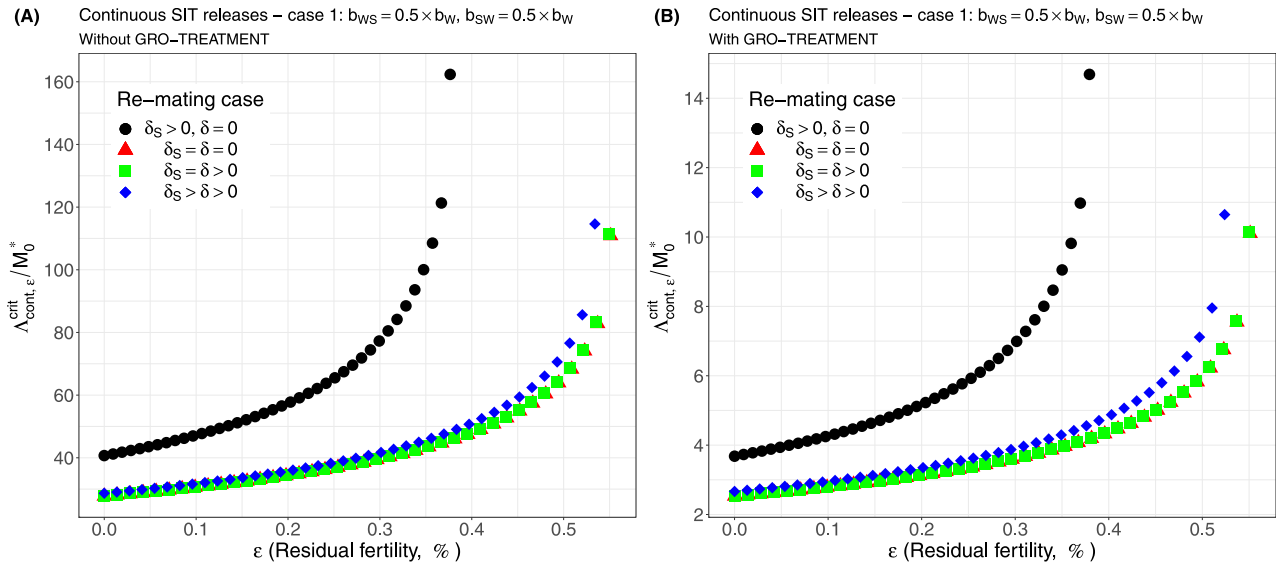 (A)
Continuous SIT releases – case 1: b_WS = 0.5 × b_W, b_SW = 0.5 × b_W
Without GRO−TREATMENT
Re−mating case
δ_S > 0, δ = 0
δ_S = δ = 0
δ_S = δ > 0
δ_S > δ > 0
Λ^crit_cont, ε / M_0^*
160
140
120
100
80
60
40
0.0 0.1 0.2 0.3 0.4 0.5
ε (Residual fertility, % )
(B)
Continuous SIT releases – case 1: b_WS = 0.5 × b_W, b_SW = 0.5 × b_W
With GRO−TREATMENT
Re−mating case
δ_S > 0, δ = 0
δ_S = δ = 0
δ_S = δ > 0
δ_S > δ > 0
Λ^crit_cont, ε / M_0^*
14
12
10
8
6
4
2
0.0 0.1 0.2 0.3 0.4 0.5
ε (Residual fertility, % )